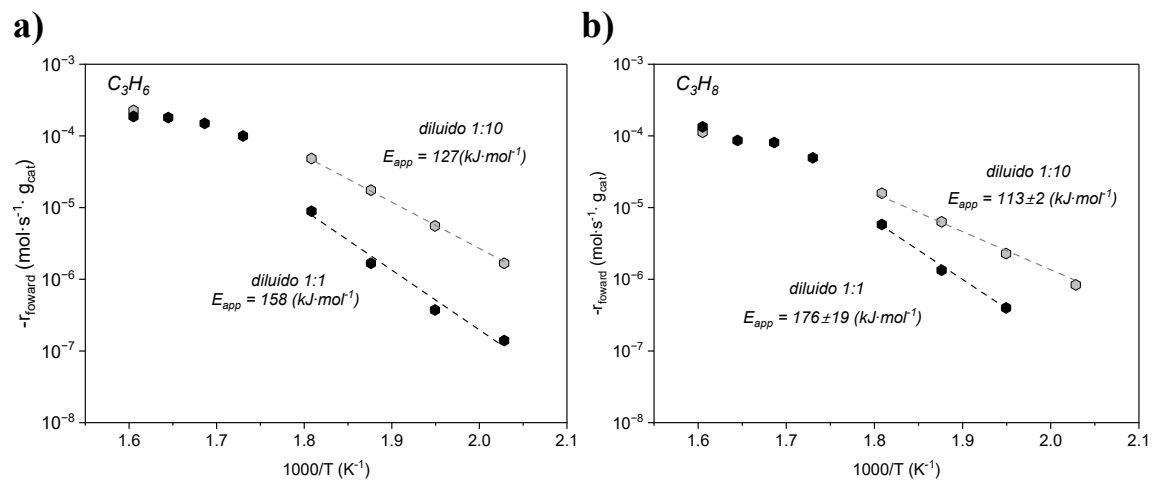 a)
10⁻³
10⁻⁴
10⁻⁵
10⁻⁶
10⁻⁷
10⁻⁸
-r_foward (mol·s⁻¹· g_cat)
C₃H₆
diluido 1:10
E_app = 127(kJ·mol⁻¹)
diluido 1:1
E_app = 158 (kJ·mol⁻¹)
1.6 1.7 1.8 1.9 2.0 2.1
1000/T (K⁻¹)
b)
10⁻³
10⁻⁴
10⁻⁵
10⁻⁶
10⁻⁷
10⁻⁸
-r_foward (mol·s⁻¹· g_cat)
C₃H₈
diluido 1:10
E_app = 113±2 (kJ·mol⁻¹)
diluido 1:1
E_app = 176±19 (kJ·mol⁻¹)
1.6 1.7 1.8 1.9 2.0 2.1
1000/T (K⁻¹)